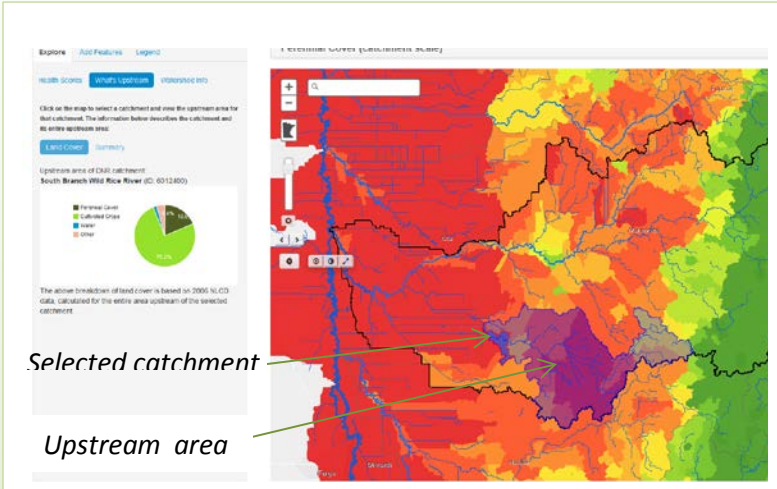 Explore Add Features Legend
Perennial Cover (catchment scale)
Health Scores What's Upstream Watershed Info
Click on the map to select a catchment and view the upstream area for
that catchment. The information below describes the catchment and
its entire upstream area:
Land Cover Summary
Upstream area of DNR catchment
South Branch Wild Rice River (ID: 6012400)
Perennial Cover
Cultivated Crops
Water
Other
The above breakdown of land cover is based on 2006 NLCD
data, calculated for the entire area upstream of the selected
catchment
Selected catchment
Upstream area